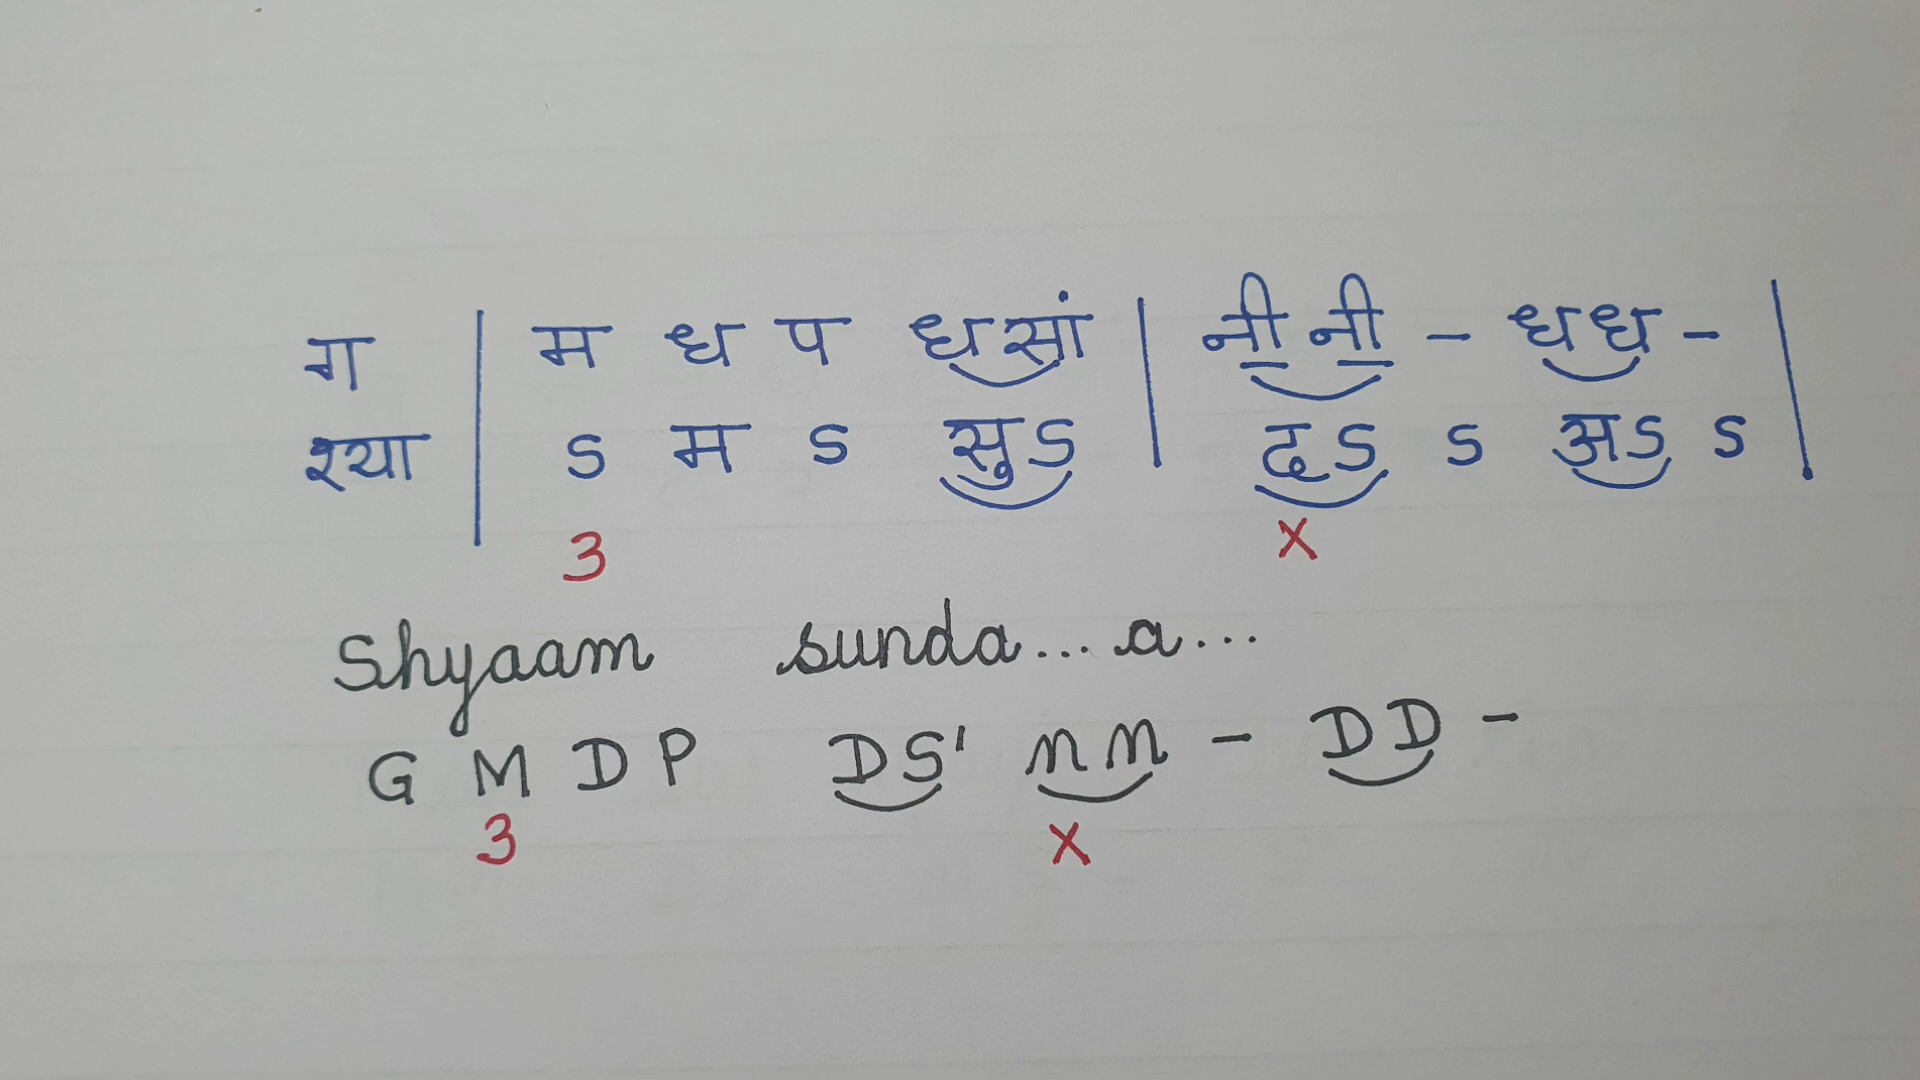 ग | म ध प धसां | नी॒ नी॒ - धध - |
श्या | ऽ म ऽ सुऽ | दऽ ऽ अऽ ऽ |
3 x
Shyaam sunda... a...
G M D P DS' nn - DD -
3 x